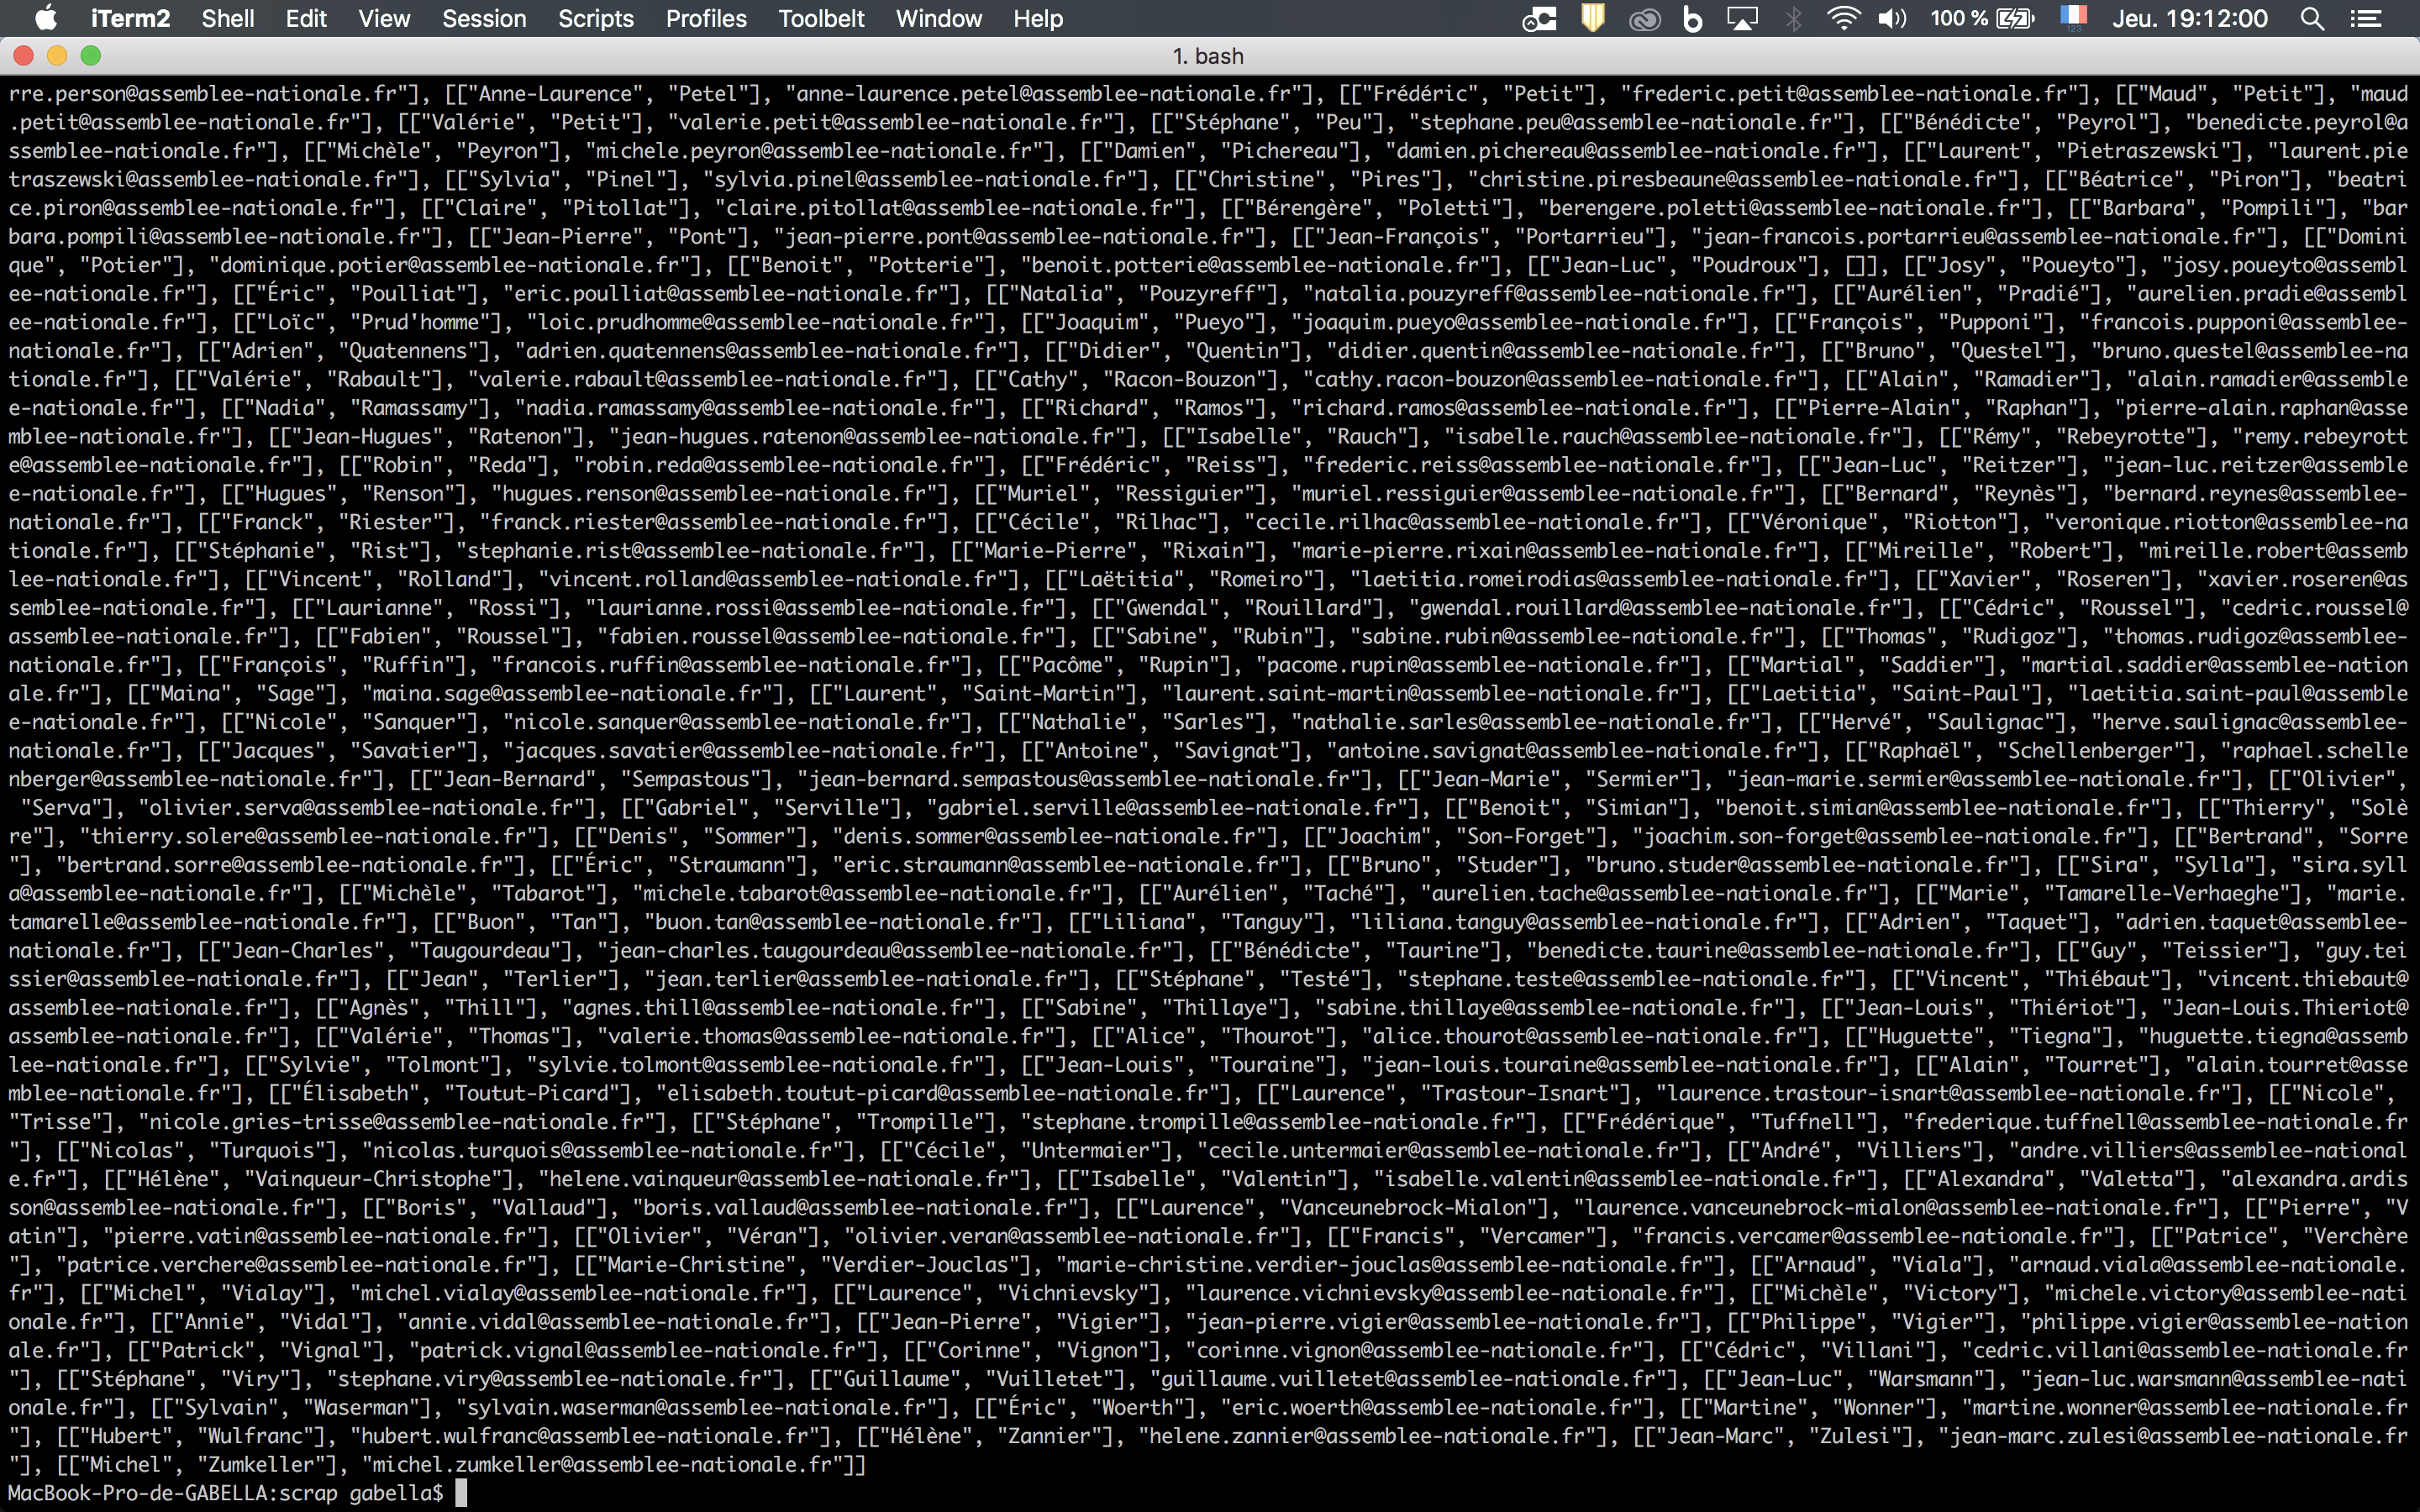 iTerm2 Shell Edit View Session Scripts Profiles Toolbelt Window Help 100 % 123 Jeu. 19:12:00
1. bash
rre.person@assemblee-nationale.fr"], [["Anne-Laurence", "Petel"], "anne-laurence.petel@assemblee-nationale.fr"], [["Frédéric", "Petit"], "frederic.petit@assemblee-nationale.fr"], [["Maud", "Petit"], "maud
.petit@assemblee-nationale.fr"], [["Valérie", "Petit"], "valerie.petit@assemblee-nationale.fr"], [["Stéphane", "Peu"], "stephane.peu@assemblee-nationale.fr"], [["Bénédicte", "Peyrol"], "benedicte.peyrol@a
ssemblee-nationale.fr"], [["Michèle", "Peyron"], "michele.peyron@assemblee-nationale.fr"], [["Damien", "Pichereau"], "damien.pichereau@assemblee-nationale.fr"], [["Laurent", "Pietraszewski"], "laurent.pie
traszewski@assemblee-nationale.fr"], [["Sylvia", "Pinel"], "sylvia.pinel@assemblee-nationale.fr"], [["Christine", "Pires"], "christine.piresbeaune@assemblee-nationale.fr"], [["Béatrice", "Piron"], "beatri
ce.piron@assemblee-nationale.fr"], [["Claire", "Pitollat"], "claire.pitollat@assemblee-nationale.fr"], [["Bérengère", "Poletti"], "berengere.poletti@assemblee-nationale.fr"], [["Barbara", "Pompili"], "bar
bara.pompili@assemblee-nationale.fr"], [["Jean-Pierre", "Pont"], "jean-pierre.pont@assemblee-nationale.fr"], [["Jean-François", "Portarrieu"], "jean-francois.portarrieu@assemblee-nationale.fr"], [["Domini
que", "Potier"], "dominique.potier@assemblee-nationale.fr"], [["Benoit", "Potterie"], "benoit.potterie@assemblee-nationale.fr"], [["Jean-Luc", "Poudroux"], []], [["Josy", "Poueyto"], "josy.poueyto@assembl
ee-nationale.fr"], [["Éric", "Poulliat"], "eric.poulliat@assemblee-nationale.fr"], [["Natalia", "Pouzyreff"], "natalia.pouzyreff@assemblee-nationale.fr"], [["Aurélien", "Pradié"], "aurelien.pradie@assembl
ee-nationale.fr"], [["Loïc", "Prud'homme"], "loic.prudhomme@assemblee-nationale.fr"], [["Joaquim", "Pueyo"], "joaquim.pueyo@assemblee-nationale.fr"], [["François", "Pupponi"], "francois.pupponi@assemblee-
nationale.fr"], [["Adrien", "Quatennens"], "adrien.quatennens@assemblee-nationale.fr"], [["Didier", "Quentin"], "didier.quentin@assemblee-nationale.fr"], [["Bruno", "Questel"], "bruno.questel@assemblee-na
tionale.fr"], [["Valérie", "Rabault"], "valerie.rabault@assemblee-nationale.fr"], [["Cathy", "Racon-Bouzon"], "cathy.racon-bouzon@assemblee-nationale.fr"], [["Alain", "Ramadier"], "alain.ramadier@assemble
e-nationale.fr"], [["Nadia", "Ramassamy"], "nadia.ramassamy@assemblee-nationale.fr"], [["Richard", "Ramos"], "richard.ramos@assemblee-nationale.fr"], [["Pierre-Alain", "Raphan"], "pierre-alain.raphan@asse
mblee-nationale.fr"], [["Jean-Hugues", "Ratenon"], "jean-hugues.ratenon@assemblee-nationale.fr"], [["Isabelle", "Rauch"], "isabelle.rauch@assemblee-nationale.fr"], [["Rémy", "Rebeyrotte"], "remy.rebeyrott
e@assemblee-nationale.fr"], [["Robin", "Reda"], "robin.reda@assemblee-nationale.fr"], [["Frédéric", "Reiss"], "frederic.reiss@assemblee-nationale.fr"], [["Jean-Luc", "Reitzer"], "jean-luc.reitzer@assemble
e-nationale.fr"], [["Hugues", "Renson"], "hugues.renson@assemblee-nationale.fr"], [["Muriel", "Ressiguier"], "muriel.ressiguier@assemblee-nationale.fr"], [["Bernard", "Reynès"], "bernard.reynes@assemblee-
nationale.fr"], [["Franck", "Riester"], "franck.riester@assemblee-nationale.fr"], [["Cécile", "Rilhac"], "cecile.rilhac@assemblee-nationale.fr"], [["Véronique", "Riotton"], "veronique.riotton@assemblee-na
tionale.fr"], [["Stéphanie", "Rist"], "stephanie.rist@assemblee-nationale.fr"], [["Marie-Pierre", "Rixain"], "marie-pierre.rixain@assemblee-nationale.fr"], [["Mireille", "Robert"], "mireille.robert@assemb
lee-nationale.fr"], [["Vincent", "Rolland"], "vincent.rolland@assemblee-nationale.fr"], [["Laëtitia", "Romeiro"], "laetitia.romeirodias@assemblee-nationale.fr"], [["Xavier", "Roseren"], "xavier.roseren@as
semblee-nationale.fr"], [["Laurianne", "Rossi"], "laurianne.rossi@assemblee-nationale.fr"], [["Gwendal", "Rouillard"], "gwendal.rouillard@assemblee-nationale.fr"], [["Cédric", "Roussel"], "cedric.roussel@
assemblee-nationale.fr"], [["Fabien", "Roussel"], "fabien.roussel@assemblee-nationale.fr"], [["Sabine", "Rubin"], "sabine.rubin@assemblee-nationale.fr"], [["Thomas", "Rudigoz"], "thomas.rudigoz@assemblee-
nationale.fr"], [["François", "Ruffin"], "francois.ruffin@assemblee-nationale.fr"], [["Pacôme", "Rupin"], "pacome.rupin@assemblee-nationale.fr"], [["Martial", "Saddier"], "martial.saddier@assemblee-nation
ale.fr"], [["Maina", "Sage"], "maina.sage@assemblee-nationale.fr"], [["Laurent", "Saint-Martin"], "laurent.saint-martin@assemblee-nationale.fr"], [["Laetitia", "Saint-Paul"], "laetitia.saint-paul@assemble
e-nationale.fr"], [["Nicole", "Sanquer"], "nicole.sanquer@assemblee-nationale.fr"], [["Nathalie", "Sarles"], "nathalie.sarles@assemblee-nationale.fr"], [["Hervé", "Saulignac"], "herve.saulignac@assemblee-
nationale.fr"], [["Jacques", "Savatier"], "jacques.savatier@assemblee-nationale.fr"], [["Antoine", "Savignat"], "antoine.savignat@assemblee-nationale.fr"], [["Raphaël", "Schellenberger"], "raphael.schelle
nberger@assemblee-nationale.fr"], [["Jean-Bernard", "Sempastous"], "jean-bernard.sempastous@assemblee-nationale.fr"], [["Jean-Marie", "Sermier"], "jean-marie.sermier@assemblee-nationale.fr"], [["Olivier",
 "Serva"], "olivier.serva@assemblee-nationale.fr"], [["Gabriel", "Serville"], "gabriel.serville@assemblee-nationale.fr"], [["Benoit", "Simian"], "benoit.simian@assemblee-nationale.fr"], [["Thierry", "Solè
re"], "thierry.solere@assemblee-nationale.fr"], [["Denis", "Sommer"], "denis.sommer@assemblee-nationale.fr"], [["Joachim", "Son-Forget"], "joachim.son-forget@assemblee-nationale.fr"], [["Bertrand", "Sorre
"], "bertrand.sorre@assemblee-nationale.fr"], [["Éric", "Straumann"], "eric.straumann@assemblee-nationale.fr"], [["Bruno", "Studer"], "bruno.studer@assemblee-nationale.fr"], [["Sira", "Sylla"], "sira.syll
a@assemblee-nationale.fr"], [["Michèle", "Tabarot"], "michele.tabarot@assemblee-nationale.fr"], [["Aurélien", "Taché"], "aurelien.tache@assemblee-nationale.fr"], [["Marie", "Tamarelle-Verhaeghe"], "marie.
tamarelle@assemblee-nationale.fr"], [["Buon", "Tan"], "buon.tan@assemblee-nationale.fr"], [["Liliana", "Tanguy"], "liliana.tanguy@assemblee-nationale.fr"], [["Adrien", "Taquet"], "adrien.taquet@assemblee-
nationale.fr"], [["Jean-Charles", "Taugourdeau"], "jean-charles.taugourdeau@assemblee-nationale.fr"], [["Bénédicte", "Taurine"], "benedicte.taurine@assemblee-nationale.fr"], [["Guy", "Teissier"], "guy.tei
ssier@assemblee-nationale.fr"], [["Jean", "Terlier"], "jean.terlier@assemblee-nationale.fr"], [["Stéphane", "Testé"], "stephane.teste@assemblee-nationale.fr"], [["Vincent", "Thiébaut"], "vincent.thiebaut@
assemblee-nationale.fr"], [["Agnès", "Thill"], "agnes.thill@assemblee-nationale.fr"], [["Sabine", "Thillaye"], "sabine.thillaye@assemblee-nationale.fr"], [["Jean-Louis", "Thiériot"], "Jean-Louis.Thieriot@
assemblee-nationale.fr"], [["Valérie", "Thomas"], "valerie.thomas@assemblee-nationale.fr"], [["Alice", "Thourot"], "alice.thourot@assemblee-nationale.fr"], [["Huguette", "Tiegna"], "huguette.tiegna@assemb
lee-nationale.fr"], [["Sylvie", "Tolmont"], "sylvie.tolmont@assemblee-nationale.fr"], [["Jean-Louis", "Touraine"], "jean-louis.touraine@assemblee-nationale.fr"], [["Alain", "Tourret"], "alain.tourret@asse
mblee-nationale.fr"], [["Élisabeth", "Toutut-Picard"], "elisabeth.toutut-picard@assemblee-nationale.fr"], [["Laurence", "Trastour-Isnart"], "laurence.trastour-isnart@assemblee-nationale.fr"], [["Nicole",
"Trisse"], "nicole.gries-trisse@assemblee-nationale.fr"], [["Stéphane", "Trompille"], "stephane.trompille@assemblee-nationale.fr"], [["Frédérique", "Tuffnell"], "frederique.tuffnell@assemblee-nationale.fr
"], [["Nicolas", "Turquois"], "nicolas.turquois@assemblee-nationale.fr"], [["Cécile", "Untermaier"], "cecile.untermaier@assemblee-nationale.fr"], [["André", "Villiers"], "andre.villiers@assemblee-national
e.fr"], [["Hélène", "Vainqueur-Christophe"], "helene.vainqueur@assemblee-nationale.fr"], [["Isabelle", "Valentin"], "isabelle.valentin@assemblee-nationale.fr"], [["Alexandra", "Valetta"], "alexandra.ardis
son@assemblee-nationale.fr"], [["Boris", "Vallaud"], "boris.vallaud@assemblee-nationale.fr"], [["Laurence", "Vanceunebrock-Mialon"], "laurence.vanceunebrock-mialon@assemblee-nationale.fr"], [["Pierre", "V
atin"], "pierre.vatin@assemblee-nationale.fr"], [["Olivier", "Véran"], "olivier.veran@assemblee-nationale.fr"], [["Francis", "Vercamer"], "francis.vercamer@assemblee-nationale.fr"], [["Patrice", "Verchère
"], "patrice.verchere@assemblee-nationale.fr"], [["Marie-Christine", "Verdier-Jouclas"], "marie-christine.verdier-jouclas@assemblee-nationale.fr"], [["Arnaud", "Viala"], "arnaud.viala@assemblee-nationale.
fr"], [["Michel", "Vialay"], "michel.vialay@assemblee-nationale.fr"], [["Laurence", "Vichnievsky"], "laurence.vichnievsky@assemblee-nationale.fr"], [["Michèle", "Victory"], "michele.victory@assemblee-nati
onale.fr"], [["Annie", "Vidal"], "annie.vidal@assemblee-nationale.fr"], [["Jean-Pierre", "Vigier"], "jean-pierre.vigier@assemblee-nationale.fr"], [["Philippe", "Vigier"], "philippe.vigier@assemblee-nation
ale.fr"], [["Patrick", "Vignal"], "patrick.vignal@assemblee-nationale.fr"], [["Corinne", "Vignon"], "corinne.vignon@assemblee-nationale.fr"], [["Cédric", "Villani"], "cedric.villani@assemblee-nationale.fr
"], [["Stéphane", "Viry"], "stephane.viry@assemblee-nationale.fr"], [["Guillaume", "Vuilletet"], "guillaume.vuilletet@assemblee-nationale.fr"], [["Jean-Luc", "Warsmann"], "jean-luc.warsmann@assemblee-nati
onale.fr"], [["Sylvain", "Waserman"], "sylvain.waserman@assemblee-nationale.fr"], [["Éric", "Woerth"], "eric.woerth@assemblee-nationale.fr"], [["Martine", "Wonner"], "martine.wonner@assemblee-nationale.fr
"], [["Hubert", "Wulfranc"], "hubert.wulfranc@assemblee-nationale.fr"], [["Hélène", "Zannier"], "helene.zannier@assemblee-nationale.fr"], [["Jean-Marc", "Zulesi"], "jean-marc.zulesi@assemblee-nationale.fr
"], [["Michel", "Zumkeller"], "michel.zumkeller@assemblee-nationale.fr"]]
MacBook-Pro-de-GABELLA:scrap gabella$